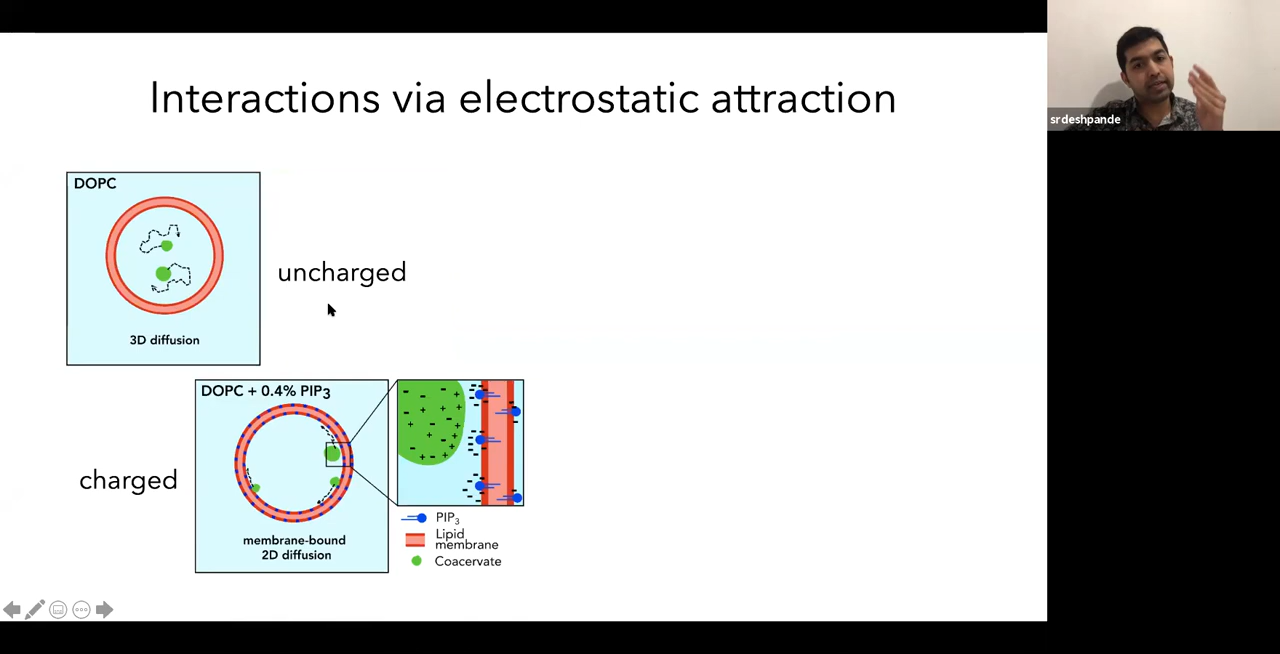 Interactions via electrostatic attraction
srdeshpande
DOPC
uncharged
3D diffusion
DOPC + 0.4% PIP₃
charged
membrane-bound
2D diffusion
PIP₃
Lipid
membrane
Coacervate